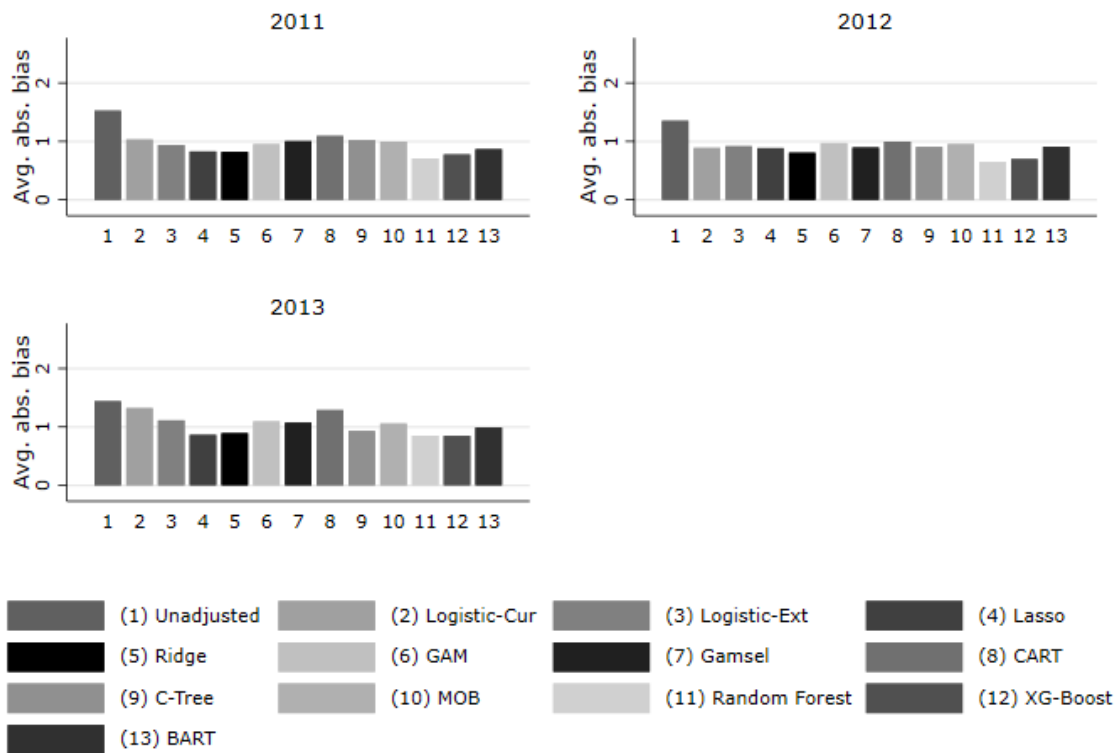 2011
Avg. abs. bias
2
1
0
1 2 3 4 5 6 7 8 9 10 11 12 13
2012
Avg. abs. bias
2
1
0
1 2 3 4 5 6 7 8 9 10 11 12 13
2013
Avg. abs. bias
2
1
0
1 2 3 4 5 6 7 8 9 10 11 12 13
(1) Unadjusted (2) Logistic-Cur (3) Logistic-Ext (4) Lasso
(5) Ridge (6) GAM (7) Gamsel (8) CART
(9) C-Tree (10) MOB (11) Random Forest (12) XG-Boost
(13) BART